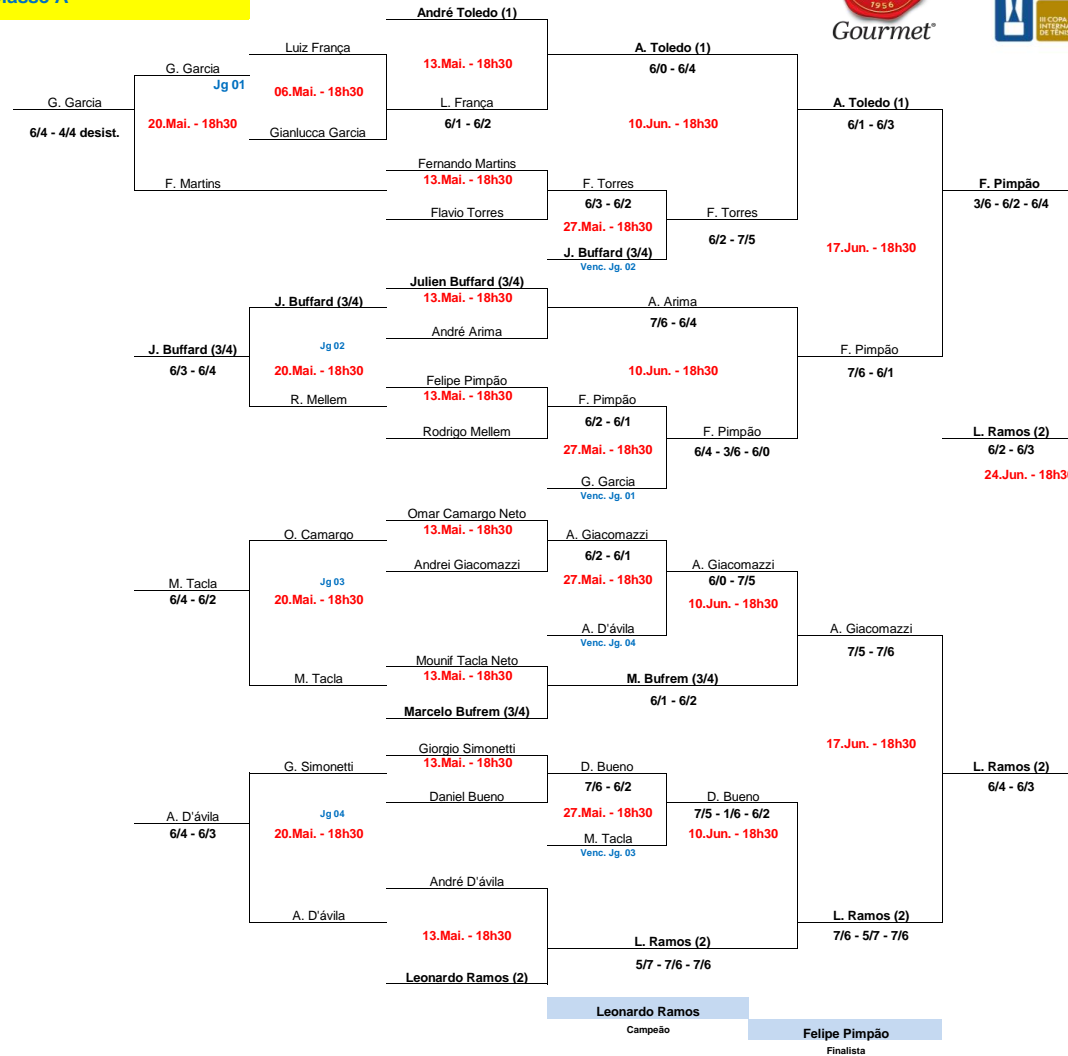 Classe A
1956
Gourmet
III COPA
INTERNA
DE TÊNIS
André Toledo (1)
Luiz França
13.Mai. - 18h30
A. Toledo (1)
6/0 - 6/4
G. Garcia
Jg 01
06.Mai. - 18h30
G. Garcia
L. França
A. Toledo (1)
6/4 - 4/4 desist.
20.Mai. - 18h30
Gianlucca Garcia
6/1 - 6/2
10.Jun. - 18h30
6/1 - 6/3
Fernando Martins
F. Martins
13.Mai. - 18h30
F. Torres
F. Pimpão
6/3 - 6/2
3/6 - 6/2 - 6/4
Flavio Torres
27.Mai. - 18h30
F. Torres
6/2 - 7/5
J. Buffard (3/4)
17.Jun. - 18h30
Venc. Jg. 02
Julien Buffard (3/4)
J. Buffard (3/4)
13.Mai. - 18h30
A. Arima
7/6 - 6/4
André Arima
J. Buffard (3/4)
Jg 02
F. Pimpão
6/3 - 6/4
20.Mai. - 18h30
10.Jun. - 18h30
7/6 - 6/1
Felipe Pimpão
R. Mellem
13.Mai. - 18h30
F. Pimpão
6/2 - 6/1
Rodrigo Mellem
F. Pimpão
L. Ramos (2)
27.Mai. - 18h30
6/4 - 3/6 - 6/0
6/2 - 6/3
G. Garcia
24.Jun. - 18h30
Venc. Jg. 01
Omar Camargo Neto
O. Camargo
13.Mai. - 18h30
A. Giacomazzi
6/2 - 6/1
Andrei Giacomazzi
A. Giacomazzi
M. Tacla
Jg 03
27.Mai. - 18h30
6/0 - 7/5
6/4 - 6/2
20.Mai. - 18h30
10.Jun. - 18h30
A. D'ávila
A. Giacomazzi
Venc. Jg. 04
7/5 - 7/6
Mounif Tacla Neto
M. Tacla
13.Mai. - 18h30
M. Bufrem (3/4)
6/1 - 6/2
Marcelo Bufrem (3/4)
Giorgio Simonetti
17.Jun. - 18h30
G. Simonetti
13.Mai. - 18h30
D. Bueno
L. Ramos (2)
7/6 - 6/2
6/4 - 6/3
Daniel Bueno
D. Bueno
A. D'ávila
Jg 04
27.Mai. - 18h30
7/5 - 1/6 - 6/2
6/4 - 6/3
20.Mai. - 18h30
M. Tacla
10.Jun. - 18h30
Venc. Jg. 03
André D'ávila
A. D'ávila
L. Ramos (2)
13.Mai. - 18h30
L. Ramos (2)
7/6 - 5/7 - 7/6
5/7 - 7/6 - 7/6
Leonardo Ramos (2)
Leonardo Ramos
Campeão
Felipe Pimpão
Finalista